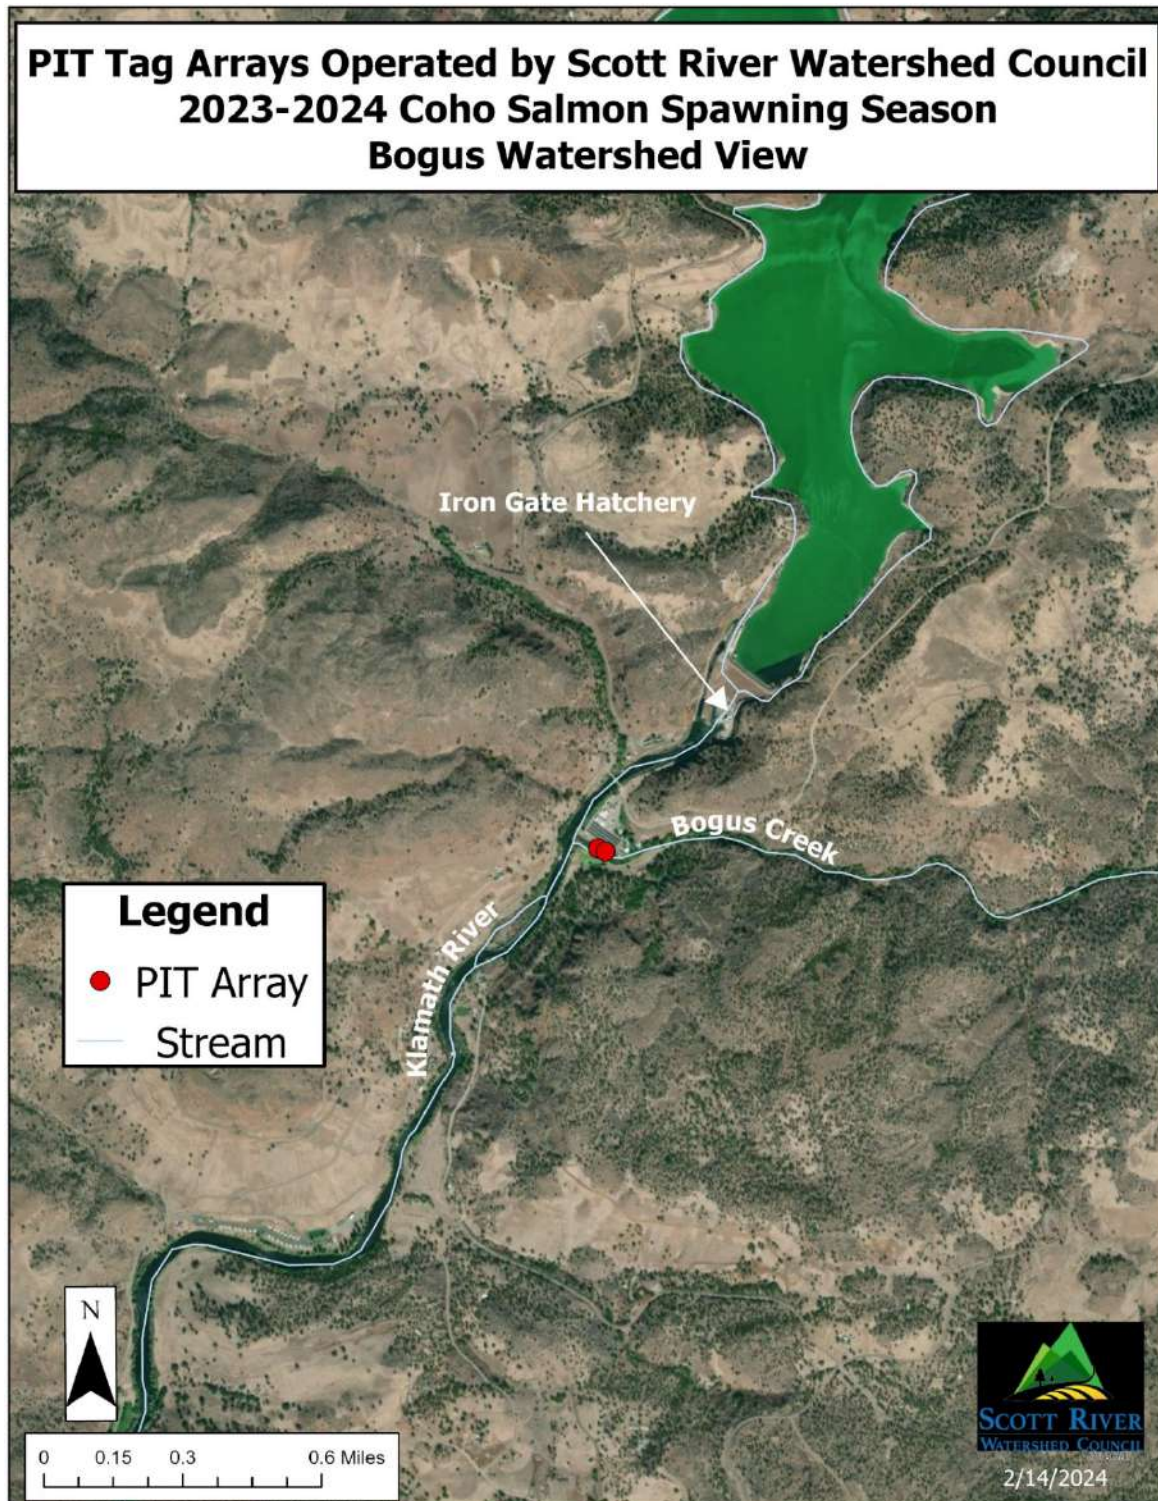 PIT Tag Arrays Operated by Scott River Watershed Council
2023-2024 Coho Salmon Spawning Season
Bogus Watershed View
Iron Gate Hatchery
Bogus Creek
Klamath River
Legend
PIT Array
Stream
N
0 0.15 0.3 0.6 Miles
SCOTT RIVER
WATERSHED COUNCIL
2/14/2024